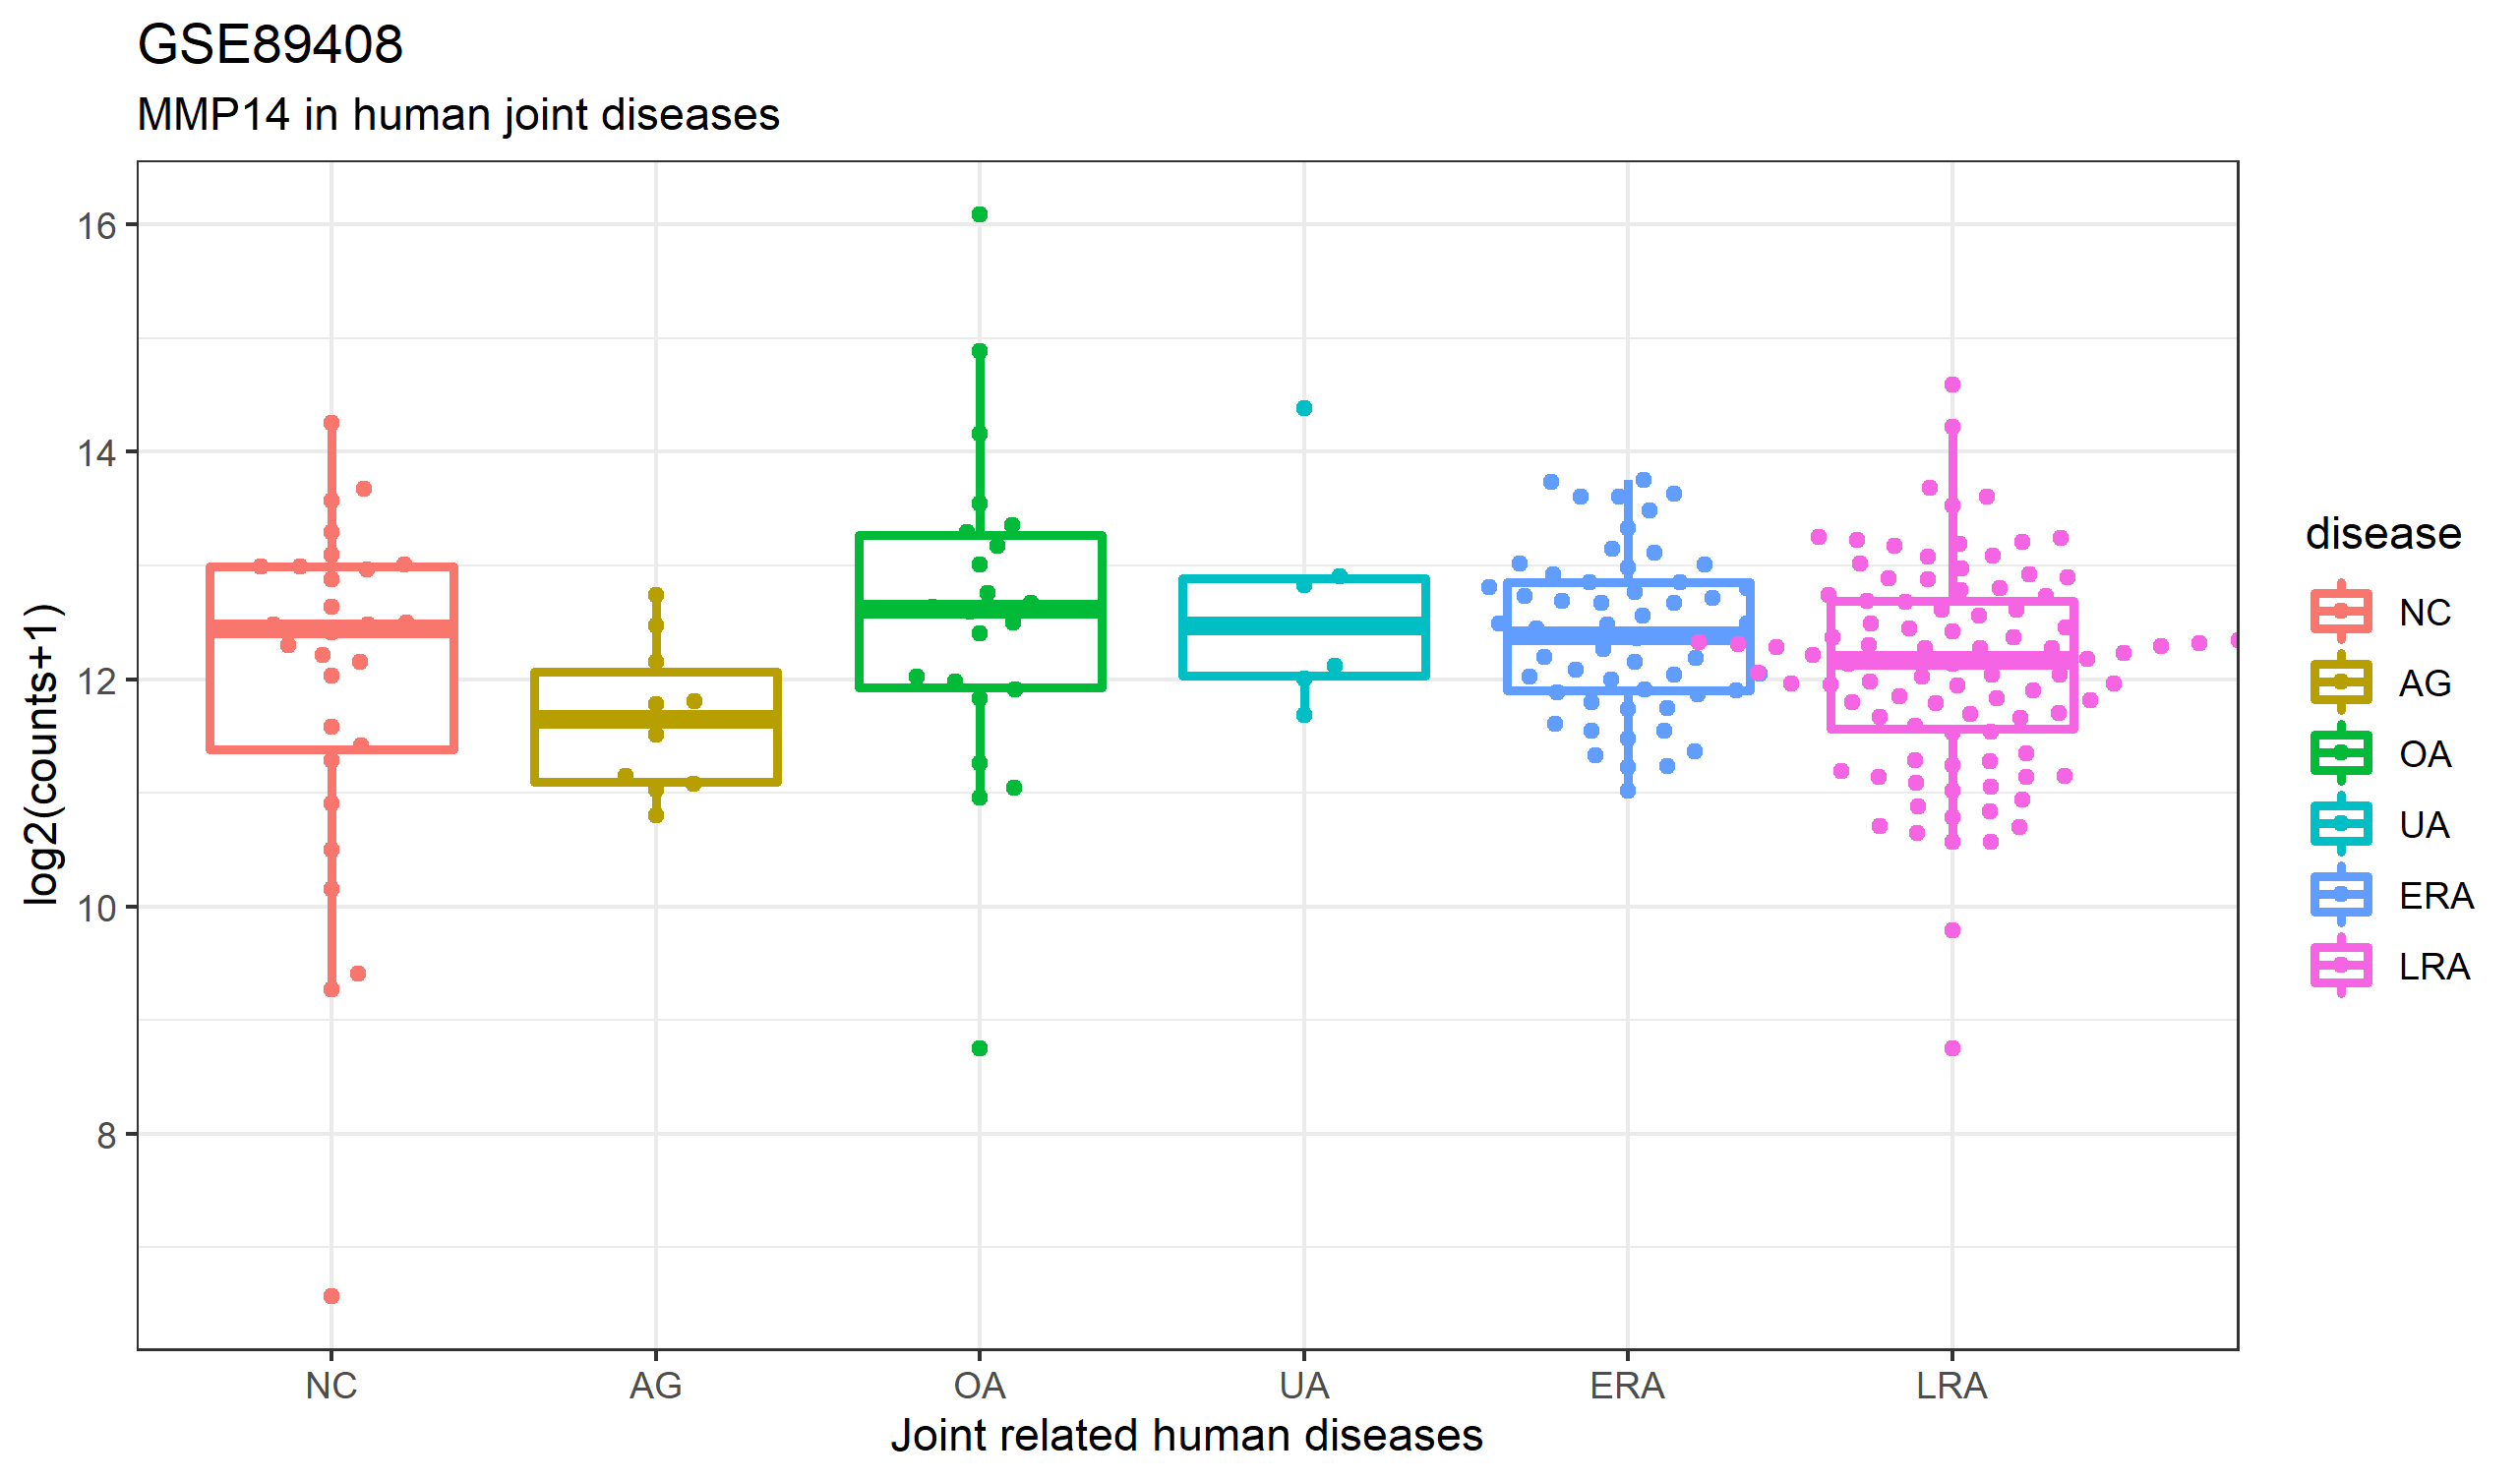 GSE89408
MMP14 in human joint diseases
log2(counts+1)
16
14
12
10
8
NC
AG
OA
UA
ERA
LRA
Joint related human diseases
disease
NC
AG
OA
UA
ERA
LRA